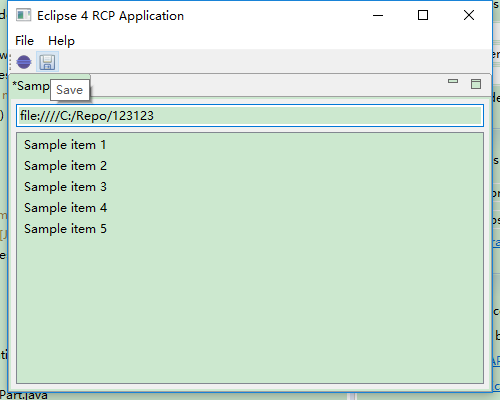 Eclipse 4 RCP Application
File Help
*Samp
Save
file:////C:/Repo/123123
Sample item 1
Sample item 2
Sample item 3
Sample item 4
Sample item 5
Part.java